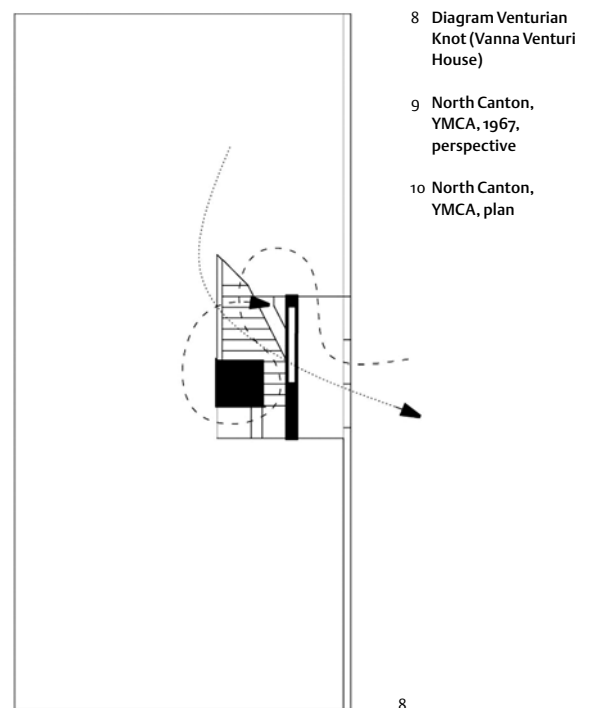 8 Diagram Venturian
Knot (Vanna Venturi
House)
9 North Canton,
YMCA, 1967,
perspective
10 North Canton,
YMCA, plan
8